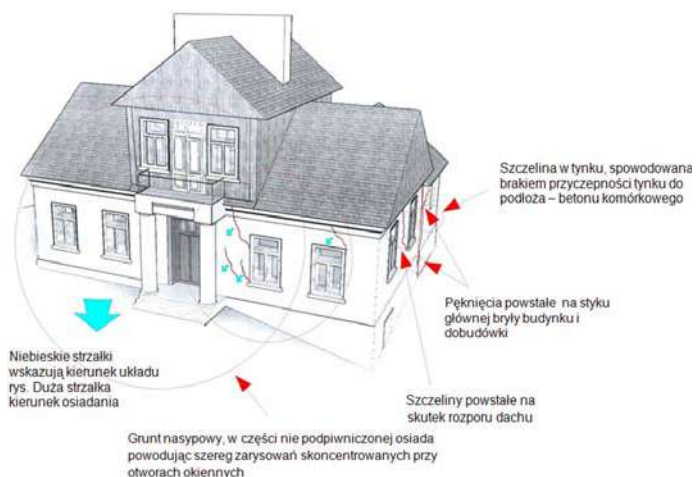 Szczelina w tynku, spowodowana
brakiem przyczepności tynku do
podłoża – betonu komórkowego
Pęknięcia powstałe na styku
głównej bryły budynku i
dobudówki
Niebieskie strzałki
wskazują kierunek układu
rys. Duża strzałka
kierunek osiadania
Szczeliny powstałe na
skutek rozporu dachu
Grunt nasypowy, w części nie podpiwniczonej osiada
powodując szereg zarysowań skoncentrowanych przy
otworach okiennych